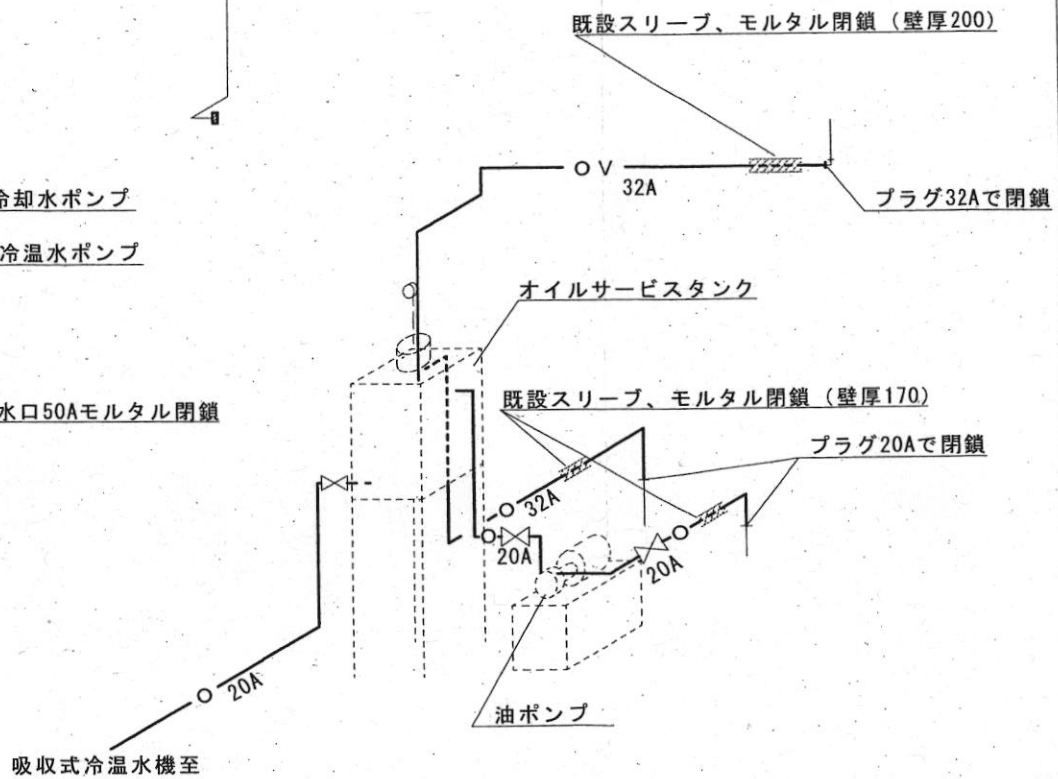 既設スリーブ、モルタル閉鎖（壁厚200）
O V
32A
プラグ32Aで閉鎖
冷却水ポンプ
冷温水ポンプ
オイルサービスタンク
水口50Aモルタル閉鎖
既設スリーブ、モルタル閉鎖（壁厚170）
プラグ20Aで閉鎖
O
32A
O
20A
O
20A
O
20A
油ポンプ
吸収式冷温水機至